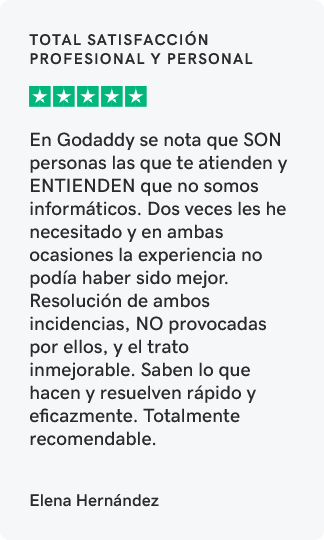 TOTAL SATISFACCIÓN
PROFESIONAL Y PERSONAL
En Godaddy se nota que SON
personas las que te atienden y
ENTIENDEN que no somos
informáticos. Dos veces les he
necesitado y en ambas
ocasiones la experiencia no
podía haber sido mejor.
Resolución de ambos
incidencias, NO provocadas
por ellos, y el trato
inmejorable. Saben lo que
hacen y resuelven rápido y
eficazmente. Totalmente
recomendable.
Elena Hernández